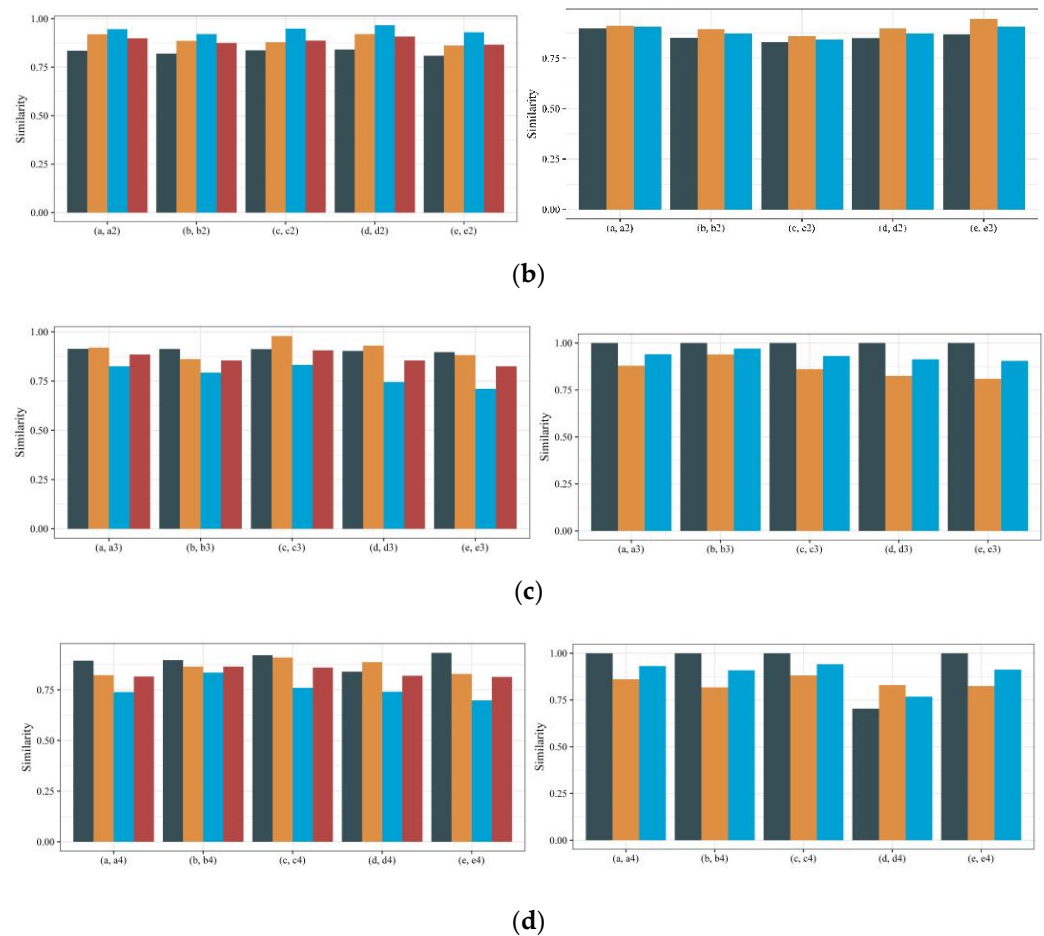 1.00
0.75
0.50
0.25
0.00
Similarity
(a, a2) (b, b2) (c, c2) (d, d2) (e, e2)
0.75
0.50
0.25
0.00
Similarity
(a, a2) (b, b2) (c, c2) (d, d2) (e, e2)
(b)
1.00
0.75
0.50
0.25
0.00
Similarity
(a, a3) (b, b3) (c, c3) (d, d3) (e, e3)
1.00
0.75
0.50
0.25
0.00
Similarity
(a, a3) (b, b3) (c, c3) (d, d3) (e, e3)
(c)
0.75
0.50
0.25
0.00
Similarity
(a, a4) (b, b4) (c, c4) (d, d4) (e, e4)
1.00
0.75
0.50
0.25
0.00
Similarity
(a, a4) (b, b4) (c, c4) (d, d4) (e, e4)
(d)